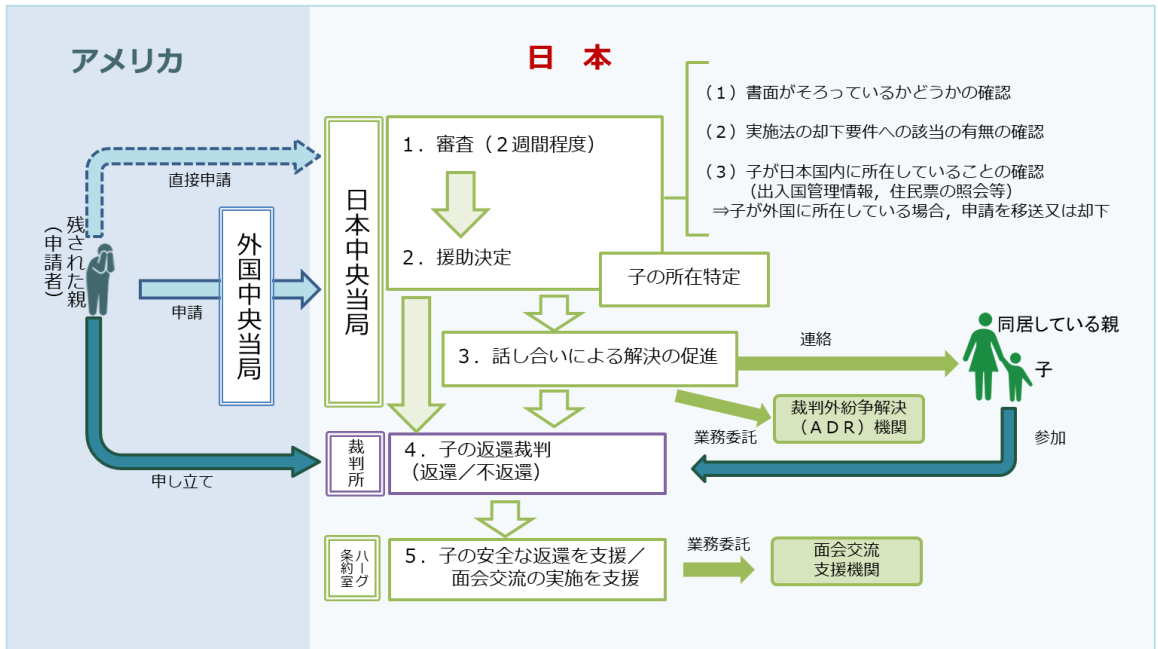 アメリカ
日 本
直接申請
残された親
（申請者）
申請
申し立て
外国中央当局
日本中央当局
１．審査（２週間程度）
２．援助決定
（１）書面がそろっているかどうかの確認
（２）実施法の却下要件への該当の有無の確認
（３）子が日本国内に所在していることの確認
（出入国管理情報，住民票の照会等）
⇒子が外国に所在している場合，申請を移送又は却下
子の所在特定
３．話し合いによる解決の促進
連絡
同居している親
子
業務委託
裁判外紛争解決
（ＡＤＲ）機関
参加
裁判所
４．子の返還裁判
（返還／不返還）
ハーグ
条約室
５．子の安全な返還を支援／
面会交流の実施を支援
業務委託
面会交流
支援機関